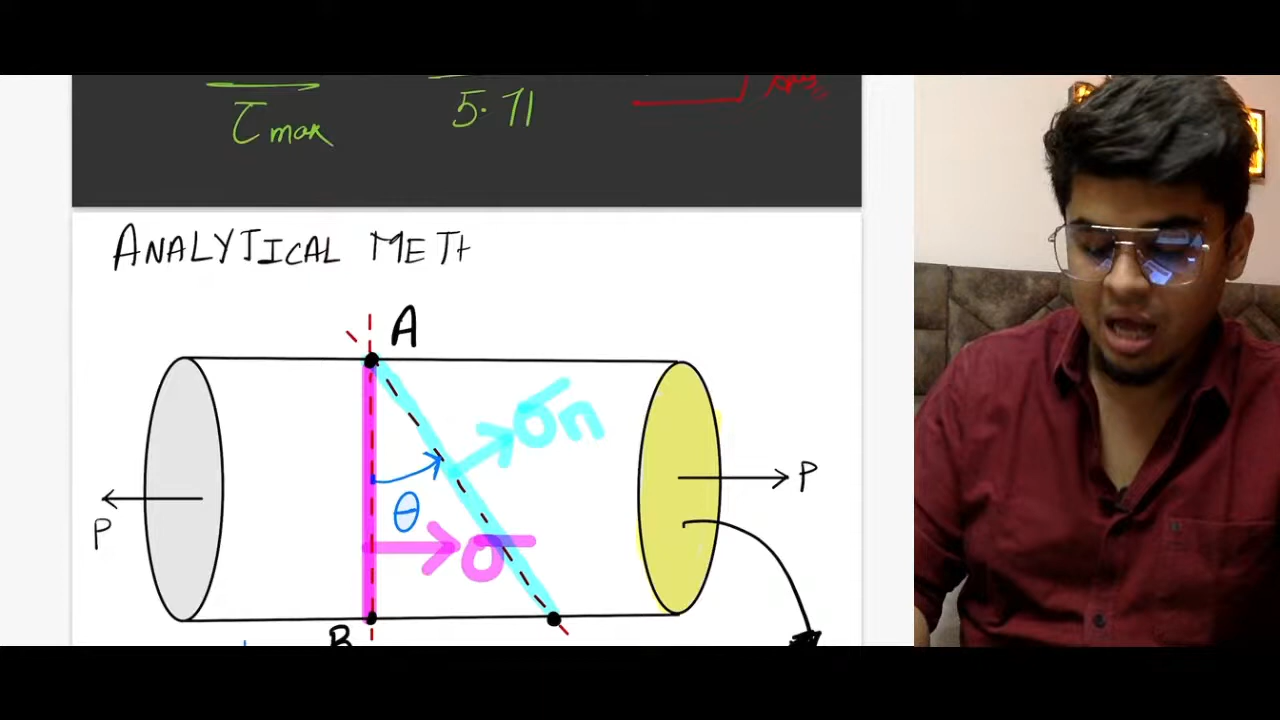 τmax
5.71
ANALYTICAL METH
A
σn
θ
P
P
σ
B